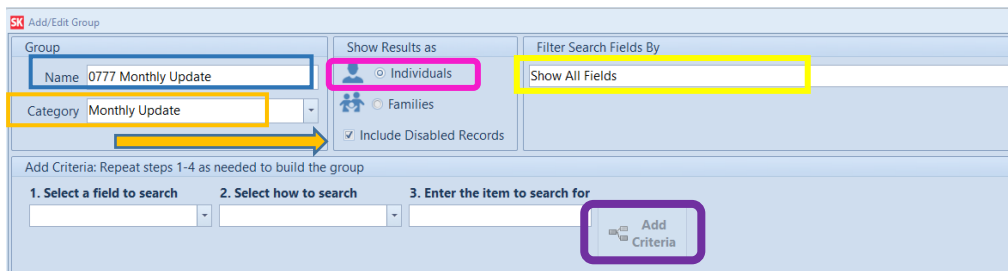 SK Add/Edit Group
Group
Name 0777 Monthly Update
Category Monthly Update
Show Results as
Individuals
Families
Include Disabled Records
Filter Search Fields By
Show All Fields
Add Criteria: Repeat steps 1-4 as needed to build the group
1. Select a field to search 2. Select how to search 3. Enter the item to search for
Add
Criteria